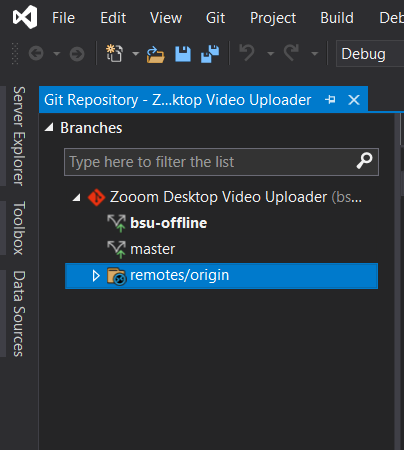 File Edit View Git Project Build Deb
Debug
Server Explorer
Toolbox
Data Sources
Git Repository - Z...ktop Video Uploader
Branches
Type here to filter the list
Zooom Desktop Video Uploader (bs...
bsu-offline
master
remotes/origin